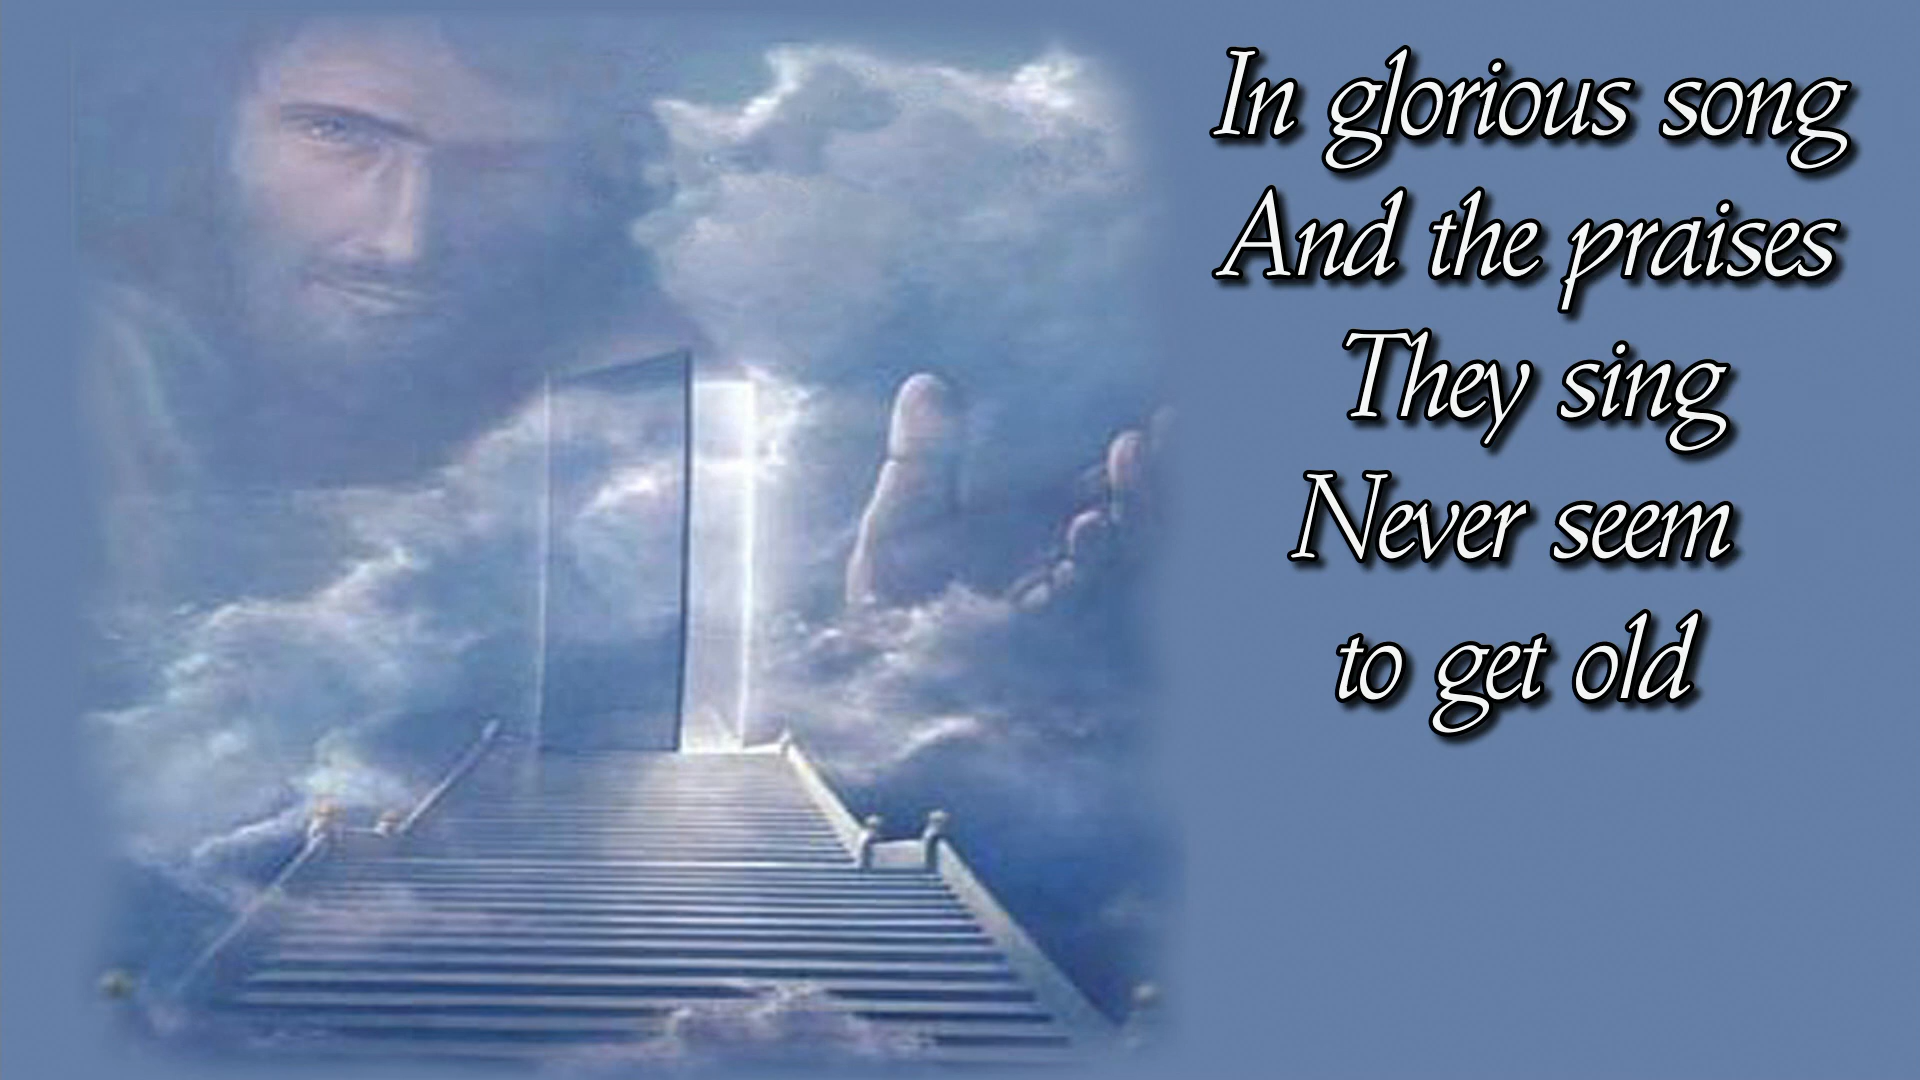 In glorious song
And the praises
They sing
Never seem
to get old